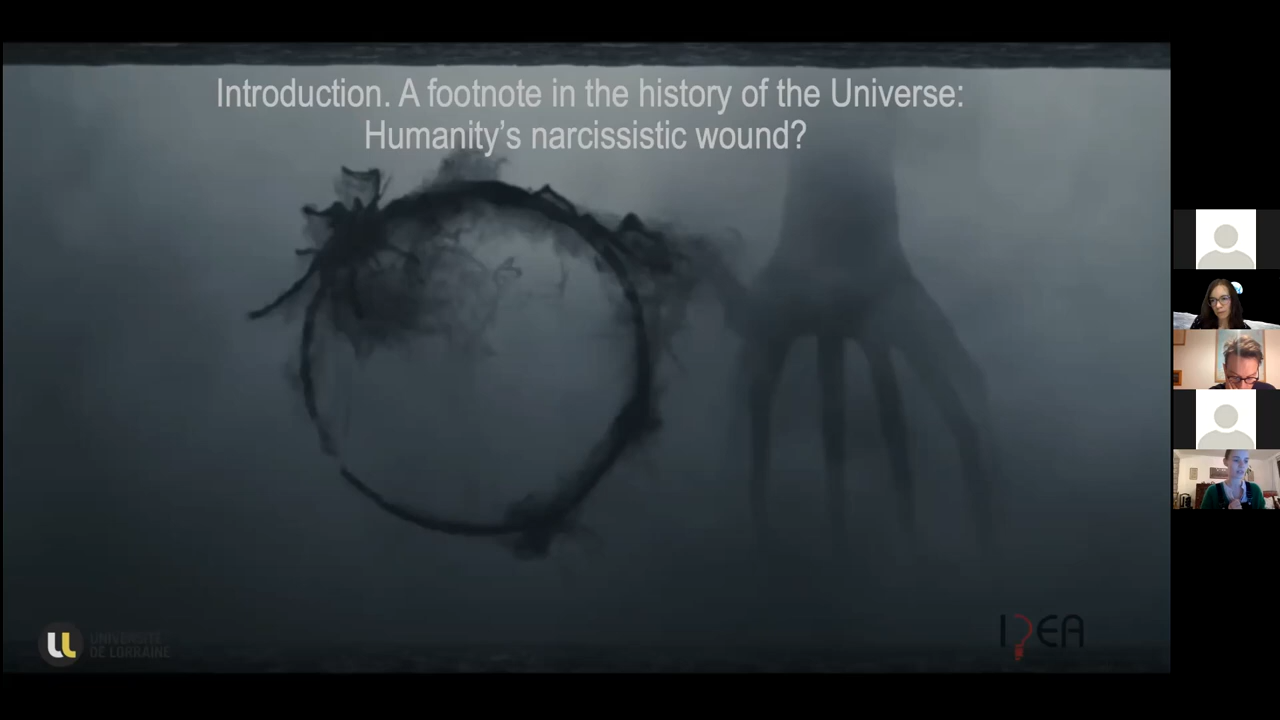 Introduction. A footnote in the history of the Universe:
Humanity's narcissistic wound?
UNIVERSITÉ
DE LORRAINE
IDEA